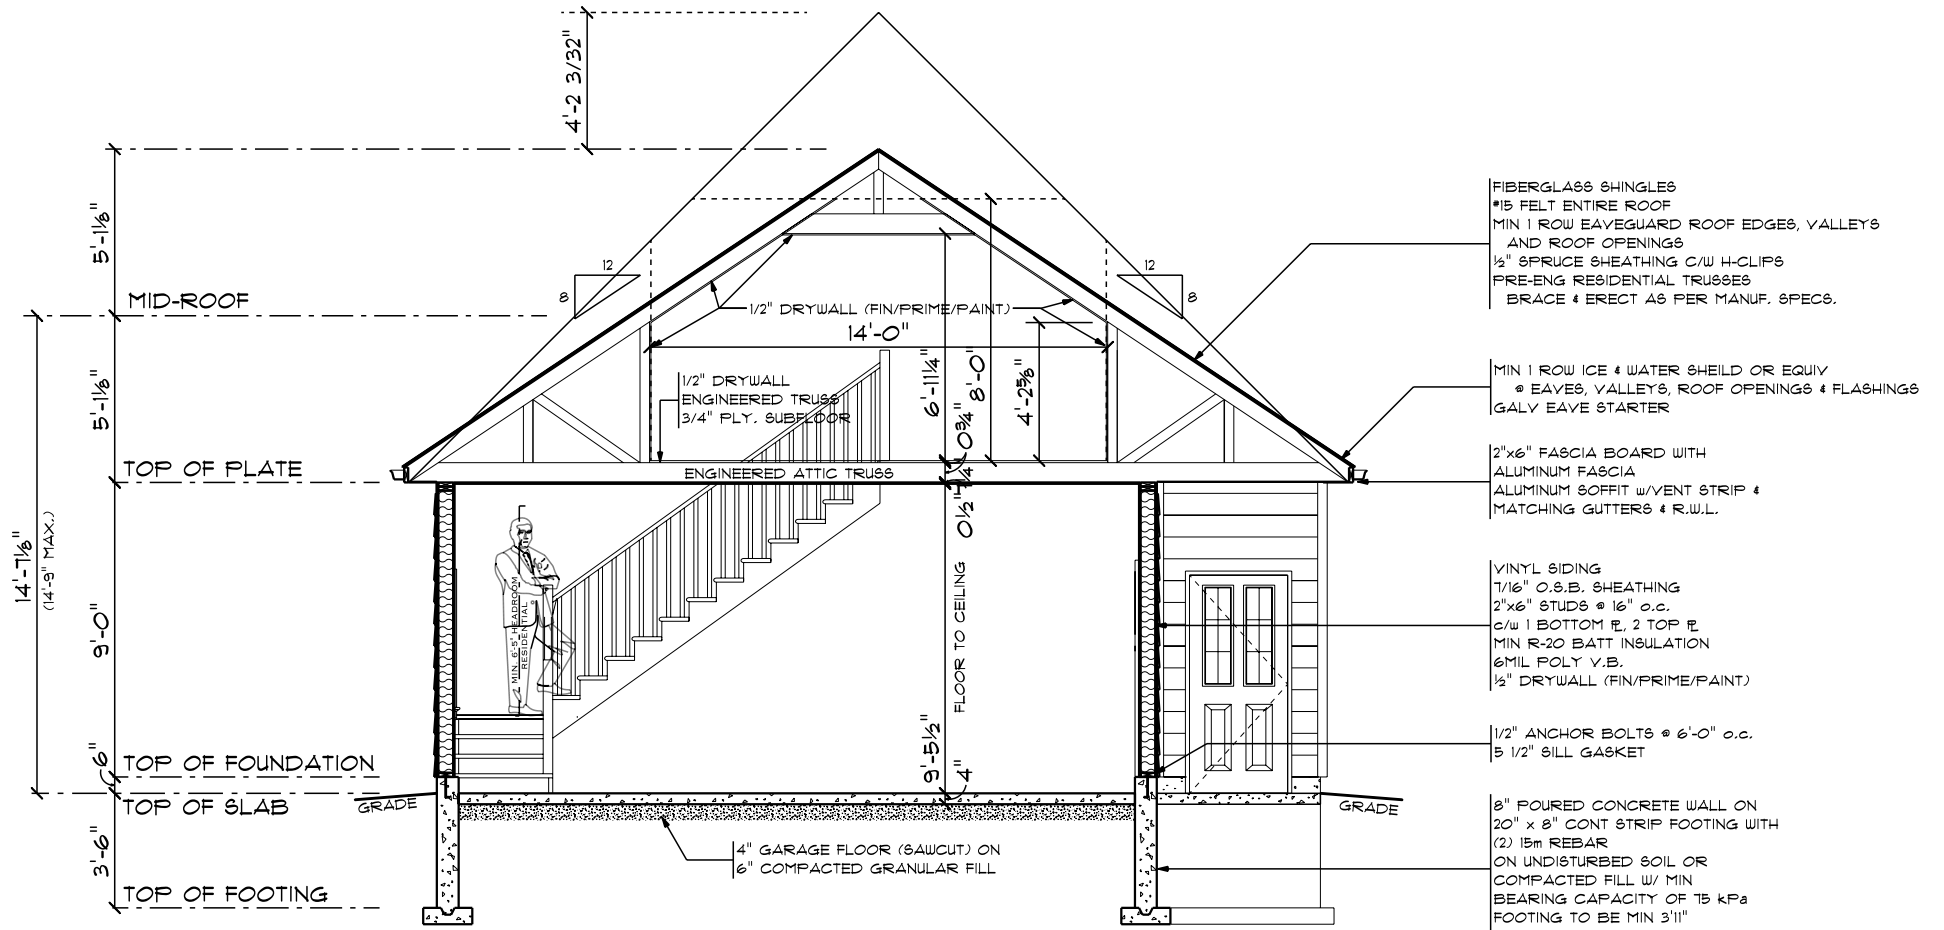 4'-2 3/32"
5'-1⅛"
MID-ROOF
5'-1⅛"
TOP OF PLATE
14'-7⅛"
(14'-9" MAX.)
9'-0"
6"
TOP OF FOUNDATION
TOP OF SLAB
3'-6"
TOP OF FOOTING
GRADE
12
8
12
8
1/2" DRYWALL (FIN/PRIME/PAINT)
14'-0"
1/2" DRYWALL
ENGINEERED TRUSS
3/4" PLY. SUBFLOOR
6'-11¼"
8'-0"
4'-2⅝"
0¾"
ENGINEERED ATTIC TRUSS
7¼"
0½"
MIN. 6'-5" HEADROOM
RESIDENTIAL
FLOOR TO CEILING
9'-5½"
4"
4" GARAGE FLOOR (SAWCUT) ON
6" COMPACTED GRANULAR FILL
GRADE
FIBERGLASS SHINGLES
#15 FELT ENTIRE ROOF
MIN 1 ROW EAVEGUARD ROOF EDGES, VALLEYS
AND ROOF OPENINGS
½" SPRUCE SHEATHING C/W H-CLIPS
PRE-ENG RESIDENTIAL TRUSSES
BRACE & ERECT AS PER MANUF. SPECS.
MIN 1 ROW ICE & WATER SHEILD OR EQUIV
@ EAVES, VALLEYS, ROOF OPENINGS & FLASHINGS
GALV EAVE STARTER
2"x6" FASCIA BOARD WITH
ALUMINUM FASCIA
ALUMINUM SOFFIT w/VENT STRIP &
MATCHING GUTTERS & R.W.L.
VINYL SIDING
7/16" O.S.B. SHEATHING
2"x6" STUDS @ 16" o.c.
c/w 1 BOTTOM PL, 2 TOP PL
MIN R-20 BATT INSULATION
6MIL POLY V.B.
½" DRYWALL (FIN/PRIME/PAINT)
1/2" ANCHOR BOLTS @ 6'-0" o.c.
5 1/2" SILL GASKET
8" POURED CONCRETE WALL ON
20" x 8" CONT STRIP FOOTING WITH
(2) 15m REBAR
ON UNDISTURBED SOIL OR
COMPACTED FILL W/ MIN
BEARING CAPACITY OF 75 kPa
FOOTING TO BE MIN 3'11"